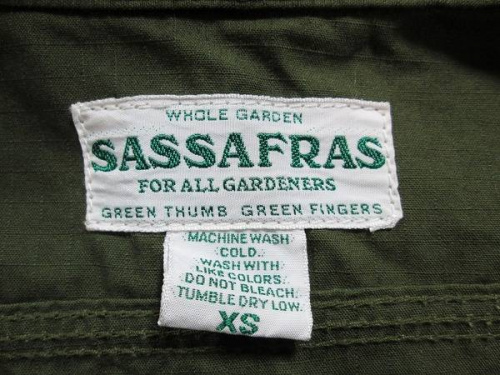 WHOLE GARDEN
SASSAFRAS
FOR ALL GARDENERS
GREEN THUMB GREEN FINGERS
MACHINE WASH
COLD.
WASH WITH
LIKE COLORS.
DO NOT BLEACH.
TUMBLE DRY LOW.
XS